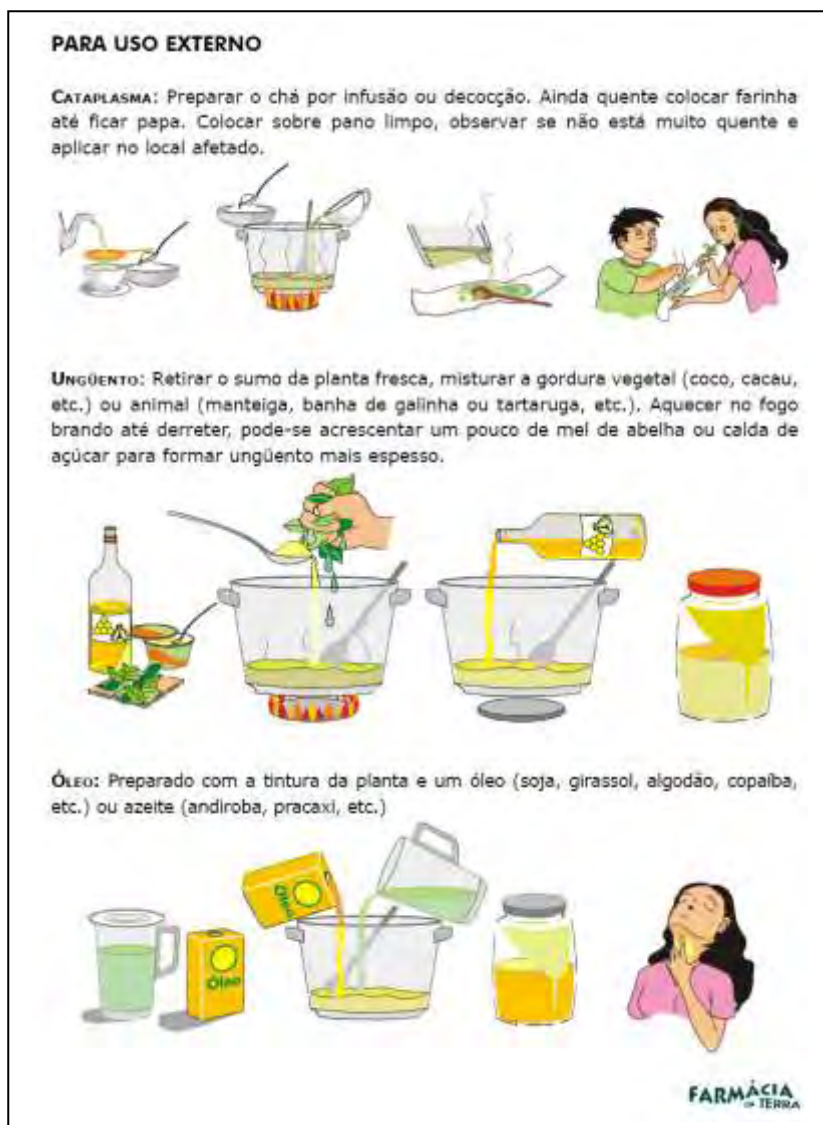 PARA USO EXTERNO
CATAPLASMA: Preparar o chá por infusão ou decocção. Ainda quente colocar farinha
até ficar papa. Colocar sobre pano limpo, observar se não está muito quente e
aplicar no local afetado.
UNGÜENTO: Retirar o sumo da planta fresca, misturar a gordura vegetal (coco, cacau,
etc.) ou animal (manteiga, banha de galinha ou tartaruga, etc.). Aquecer no fogo
brando até derreter, pode-se acrescentar um pouco de mel de abelha ou calda de
açúcar para formar ungüento mais espesso.
ÓLEO: Preparado com a tintura da planta e um óleo (soja, girassol, algodão, copaíba,
etc.) ou azeite (andiroba, pracaxi, etc.)
Óleo
Óleo
FARMÁCIA
DA TERRA